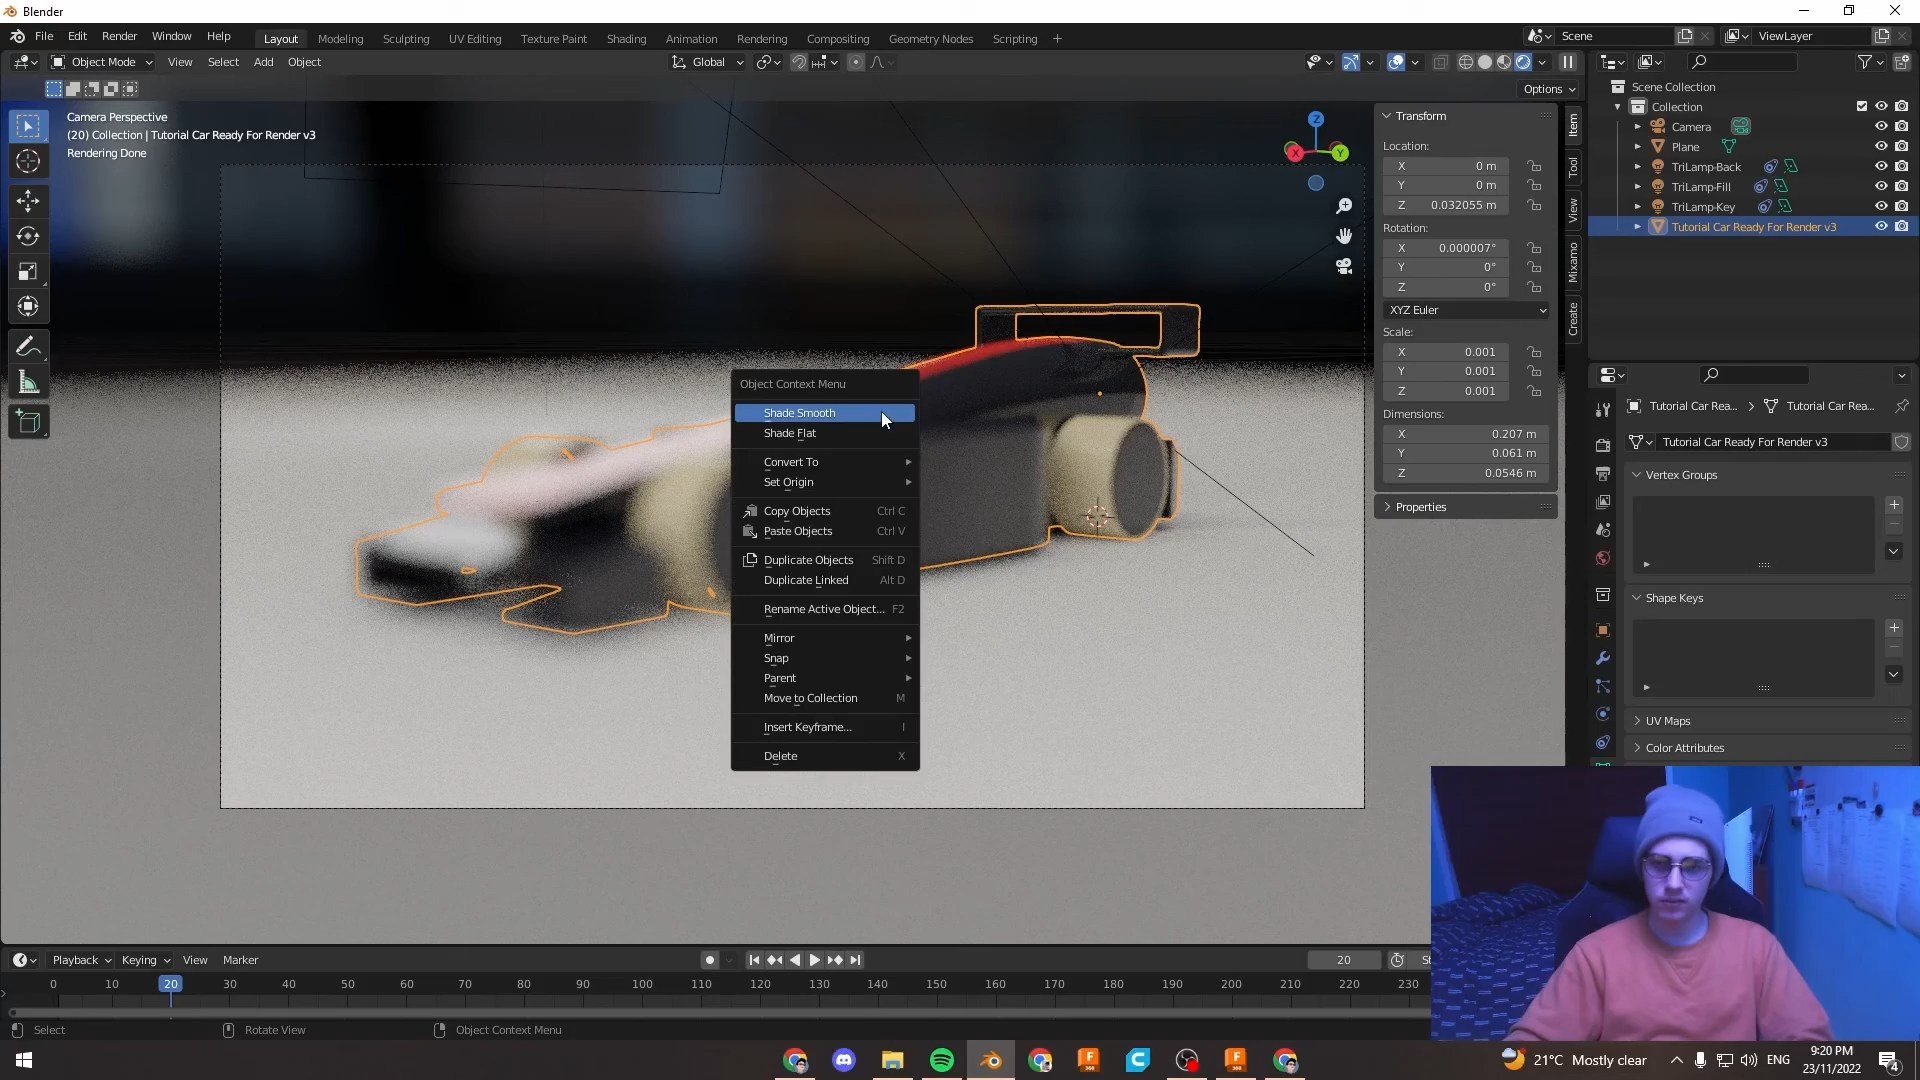 Blender
File Edit Render Window Help Layout Modeling Sculpting UV Editing Texture Paint Shading Animation Rendering Compositing Geometry Nodes Scripting + Scene ViewLayer
Object Mode View Select Add Object Global
Options
Camera Perspective
(20) Collection | Tutorial Car Ready For Render v3
Rendering Done
Z
X
Y
Transform
Location:
X 0 m
Y 0 m
Z 0.032055 m
Rotation:
X 0.000007°
Y 0°
Z 0°
XYZ Euler
Scale:
X 0.001
Y 0.001
Z 0.001
Dimensions:
X 0.207 m
Y 0.061 m
Z 0.0546 m
Properties
Item
Tool
View
Mixamo
Create
Scene Collection
Collection
Camera
Plane
TriLamp-Back
TriLamp-Fill
TriLamp-Key
Tutorial Car Ready For Render v3
Tutorial Car Rea... > Tutorial Car Rea...
Tutorial Car Ready For Render v3
Vertex Groups
Shape Keys
UV Maps
Color Attributes
Object Context Menu
Shade Smooth
Shade Flat
Convert To
Set Origin
Copy Objects Ctrl C
Paste Objects Ctrl V
Duplicate Objects Shift D
Duplicate Linked Alt D
Rename Active Object... F2
Mirror
Snap
Parent
Move to Collection M
Insert Keyframe... I
Delete X
Playback Keying View Marker 20 St
0 10 20 30 40 50 60 70 80 90 100 110 120 130 140 150 160 170 180 190 200 210 220 230
Select Rotate View Object Context Menu
21°C Mostly clear ENG 9:20 PM
23/11/2022
4